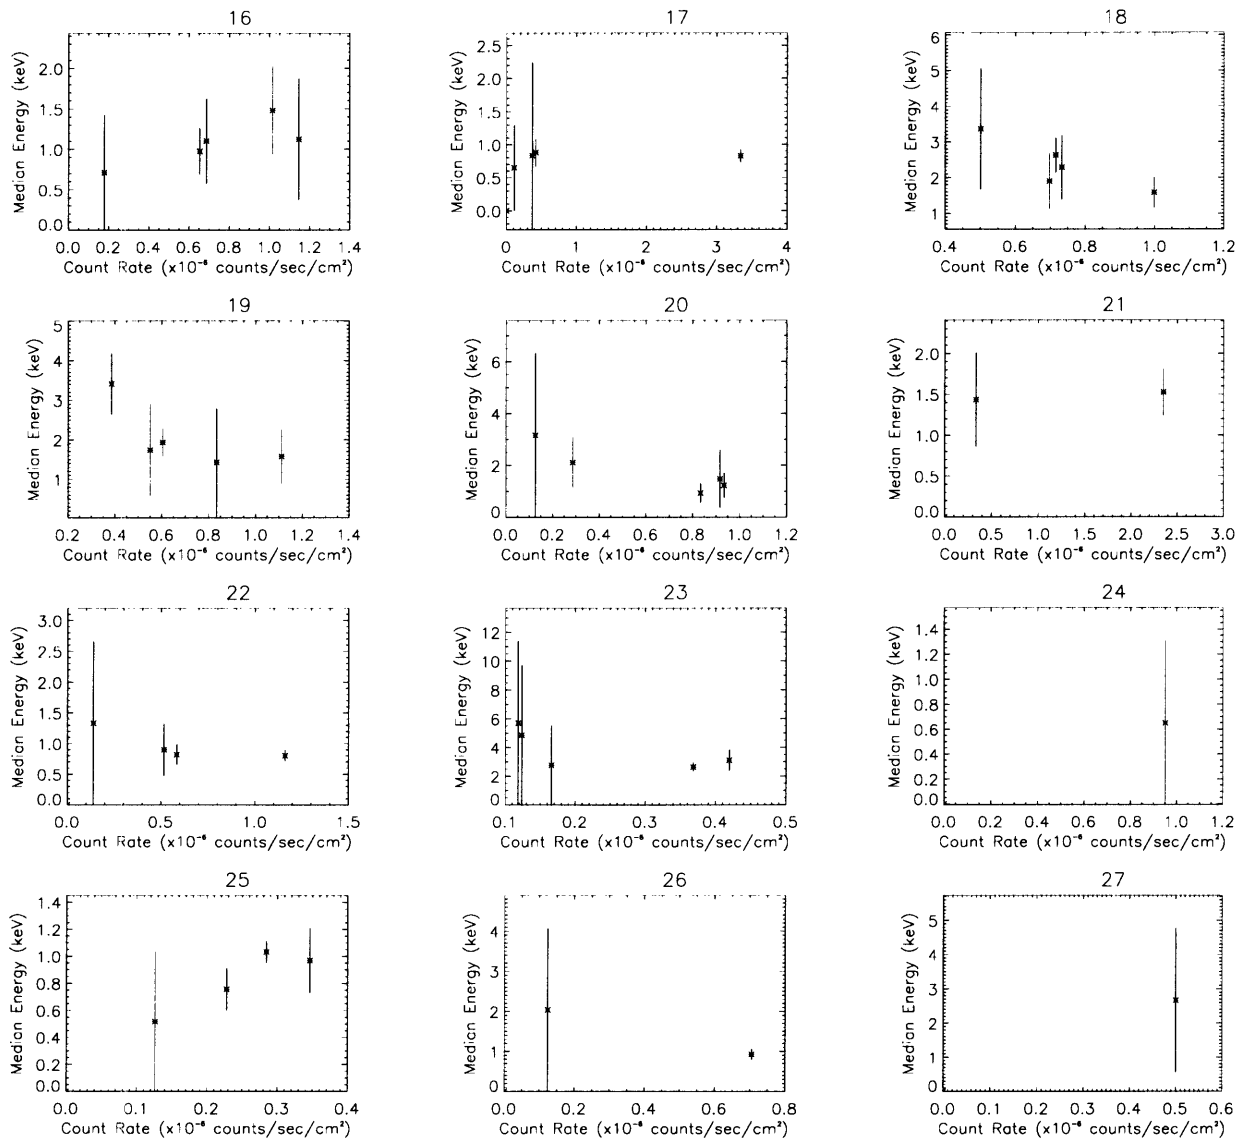 16
17
18
Median Energy (keV)
2.0
1.5
1.0
0.5
0.0
0.0 0.2 0.4 0.6 0.8 1.0 1.2 1.4
Count Rate (x10⁻⁶ counts/sec/cm²)
Median Energy (keV)
2.5
2.0
1.5
1.0
0.5
0.0
0 1 2 3 4
Count Rate (x10⁻⁶ counts/sec/cm²)
Median Energy (keV)
6
5
4
3
2
1
0.4 0.6 0.8 1.0 1.2
Count Rate (x10⁻⁶ counts/sec/cm²)
19
20
21
Median Energy (keV)
5
4
3
2
1
0.2 0.4 0.6 0.8 1.0 1.2 1.4
Count Rate (x10⁻⁶ counts/sec/cm²)
Median Energy (keV)
6
4
2
0
0.0 0.2 0.4 0.6 0.8 1.0 1.2
Count Rate (x10⁻⁶ counts/sec/cm²)
Median Energy (keV)
2.0
1.5
1.0
0.5
0.0
0.0 0.5 1.0 1.5 2.0 2.5 3.0
Count Rate (x10⁻⁶ counts/sec/cm²)
22
23
24
Median Energy (keV)
3.0
2.5
2.0
1.5
1.0
0.5
0.0
0.0 0.5 1.0 1.5
Count Rate (x10⁻⁶ counts/sec/cm²)
Median Energy (keV)
12
10
8
6
4
2
0
0.1 0.2 0.3 0.4 0.5
Count Rate (x10⁻⁶ counts/sec/cm²)
Median Energy (keV)
1.4
1.2
1.0
0.8
0.6
0.4
0.2
0.0
0.0 0.2 0.4 0.6 0.8 1.0 1.2
Count Rate (x10⁻⁶ counts/sec/cm²)
25
26
27
Median Energy (keV)
1.4
1.2
1.0
0.8
0.6
0.4
0.2
0.0
0.0 0.1 0.2 0.3 0.4
Count Rate (x10⁻⁶ counts/sec/cm²)
Median Energy (keV)
4
3
2
1
0
0.0 0.2 0.4 0.6 0.8
Count Rate (x10⁻⁶ counts/sec/cm²)
Median Energy (keV)
5
4
3
2
1
0
0.0 0.1 0.2 0.3 0.4 0.5 0.6
Count Rate (x10⁻⁶ counts/sec/cm²)